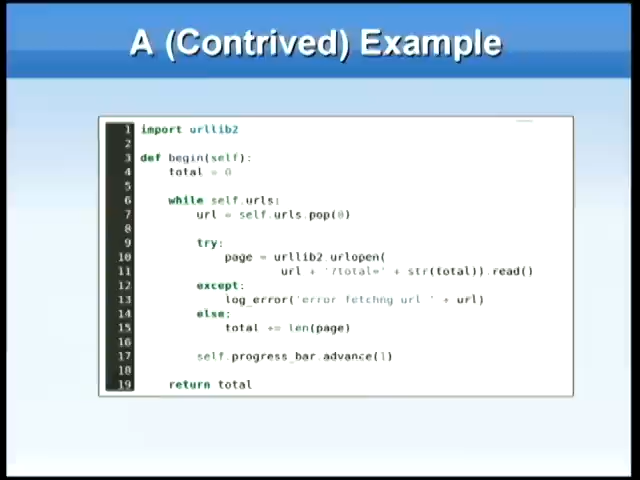 A (Contrived) Example
1 import urllib2
2
3 def begin(self):
4 total = 0
5
6 while self.urls:
7 url = self.urls.pop(0)
8
9 try:
10 page = urllib2.urlopen(
11 url + '/?total=' + str(total)).read()
12 except:
13 log_error('error fetchng url ' + url)
14 else:
15 total += len(page)
16
17 self.progress_bar.advance(1)
18
19 return total